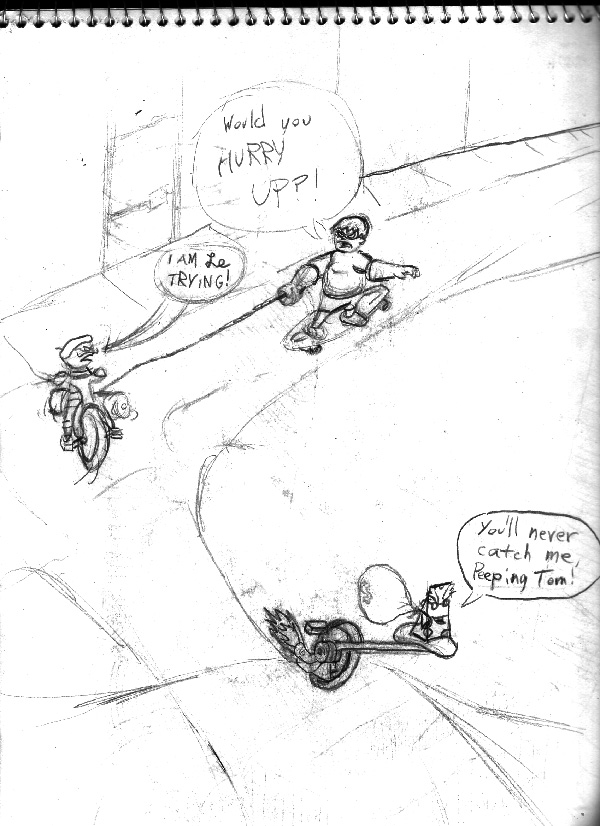 Would you
HURRY
UPP!
I AM Le
TRYING!
You'll never
catch me,
Peeping Tom!